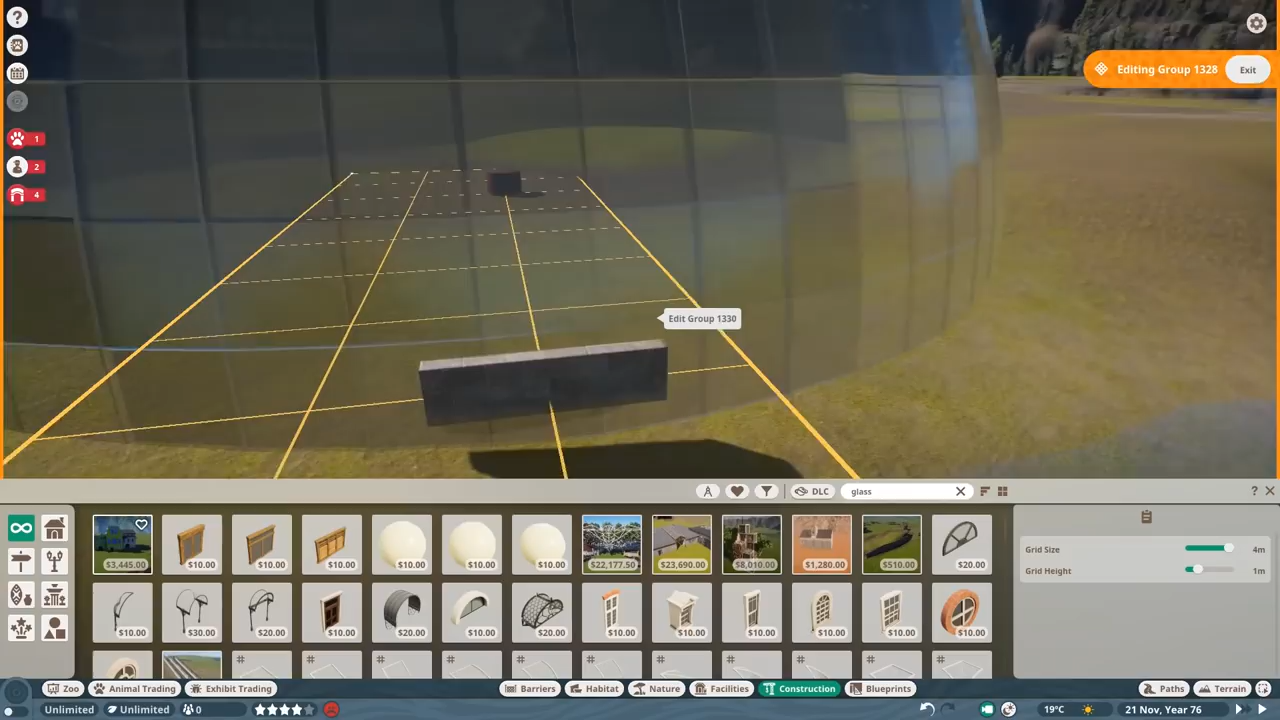 ?
Editing Group 1328
Exit
1
2
4
Edit Group 1330
DLC
glass
?
$3,445.00
$10.00
$10.00
$10.00
$10.00
$10.00
$10.00
$22,177.50
$23,690.00
$8,010.00
$1,280.00
$510.00
$20.00
Grid Size
4m
Grid Height
1m
$10.00
$30.00
$20.00
$10.00
$20.00
$10.00
$20.00
$10.00
$10.00
$10.00
$10.00
$10.00
$10.00
Zoo
Animal Trading
Exhibit Trading
Barriers
Habitat
Nature
Facilities
Construction
Blueprints
Paths
Terrain
Unlimited
Unlimited
0
19°C
21 Nov, Year 76